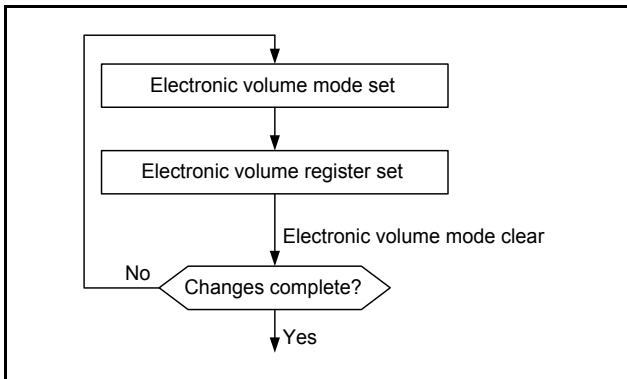 Electronic volume mode set
Electronic volume register set
Electronic volume mode clear
No
Changes complete?
Yes